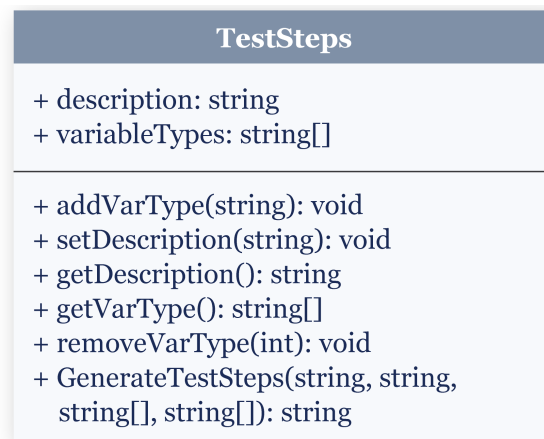 TestSteps
+ description: string
+ variableTypes: string[]
+ addVarType(string): void
+ setDescription(string): void
+ getDescription(): string
+ getVarType(): string[]
+ removeVarType(int): void
+ GenerateTestSteps(string, string,
string[], string[]): string